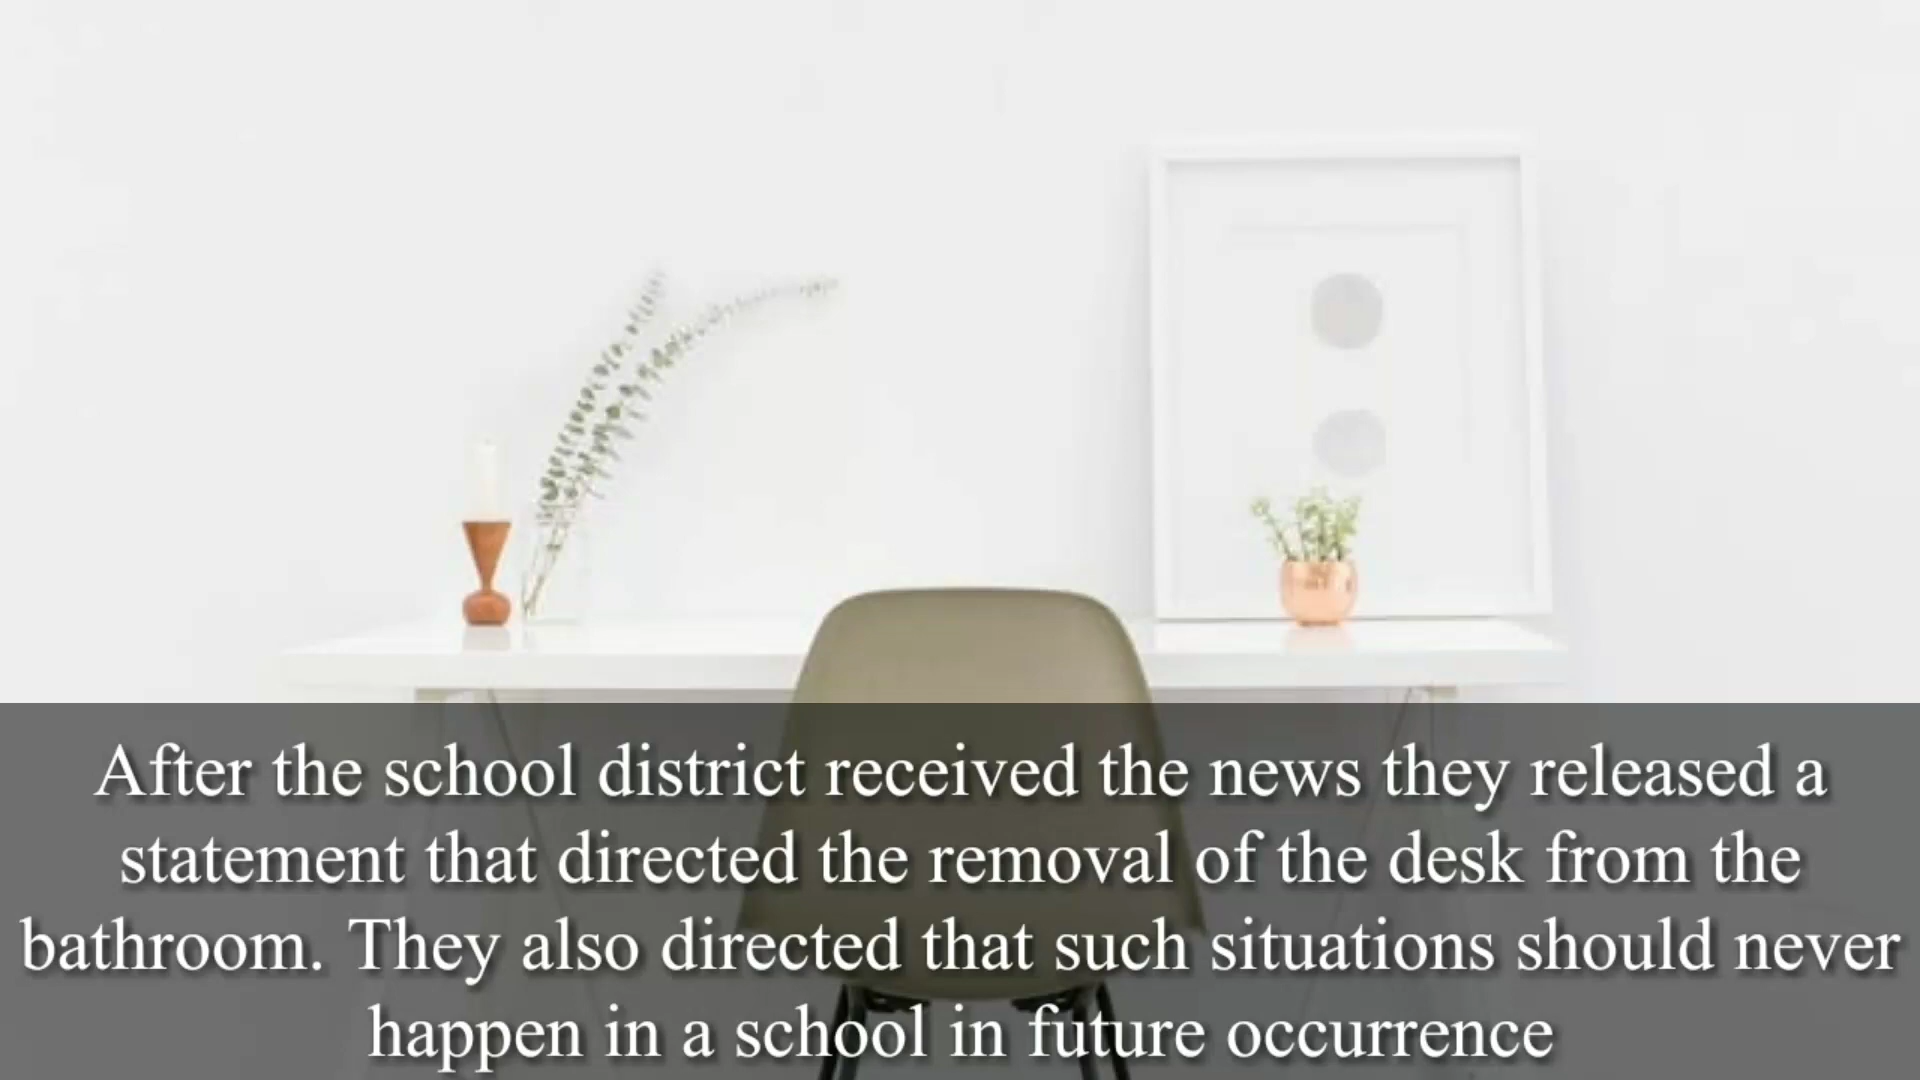 After the school district received the news they released a
statement that directed the removal of the desk from the
bathroom. They also directed that such situations should never
happen in a school in future occurrence